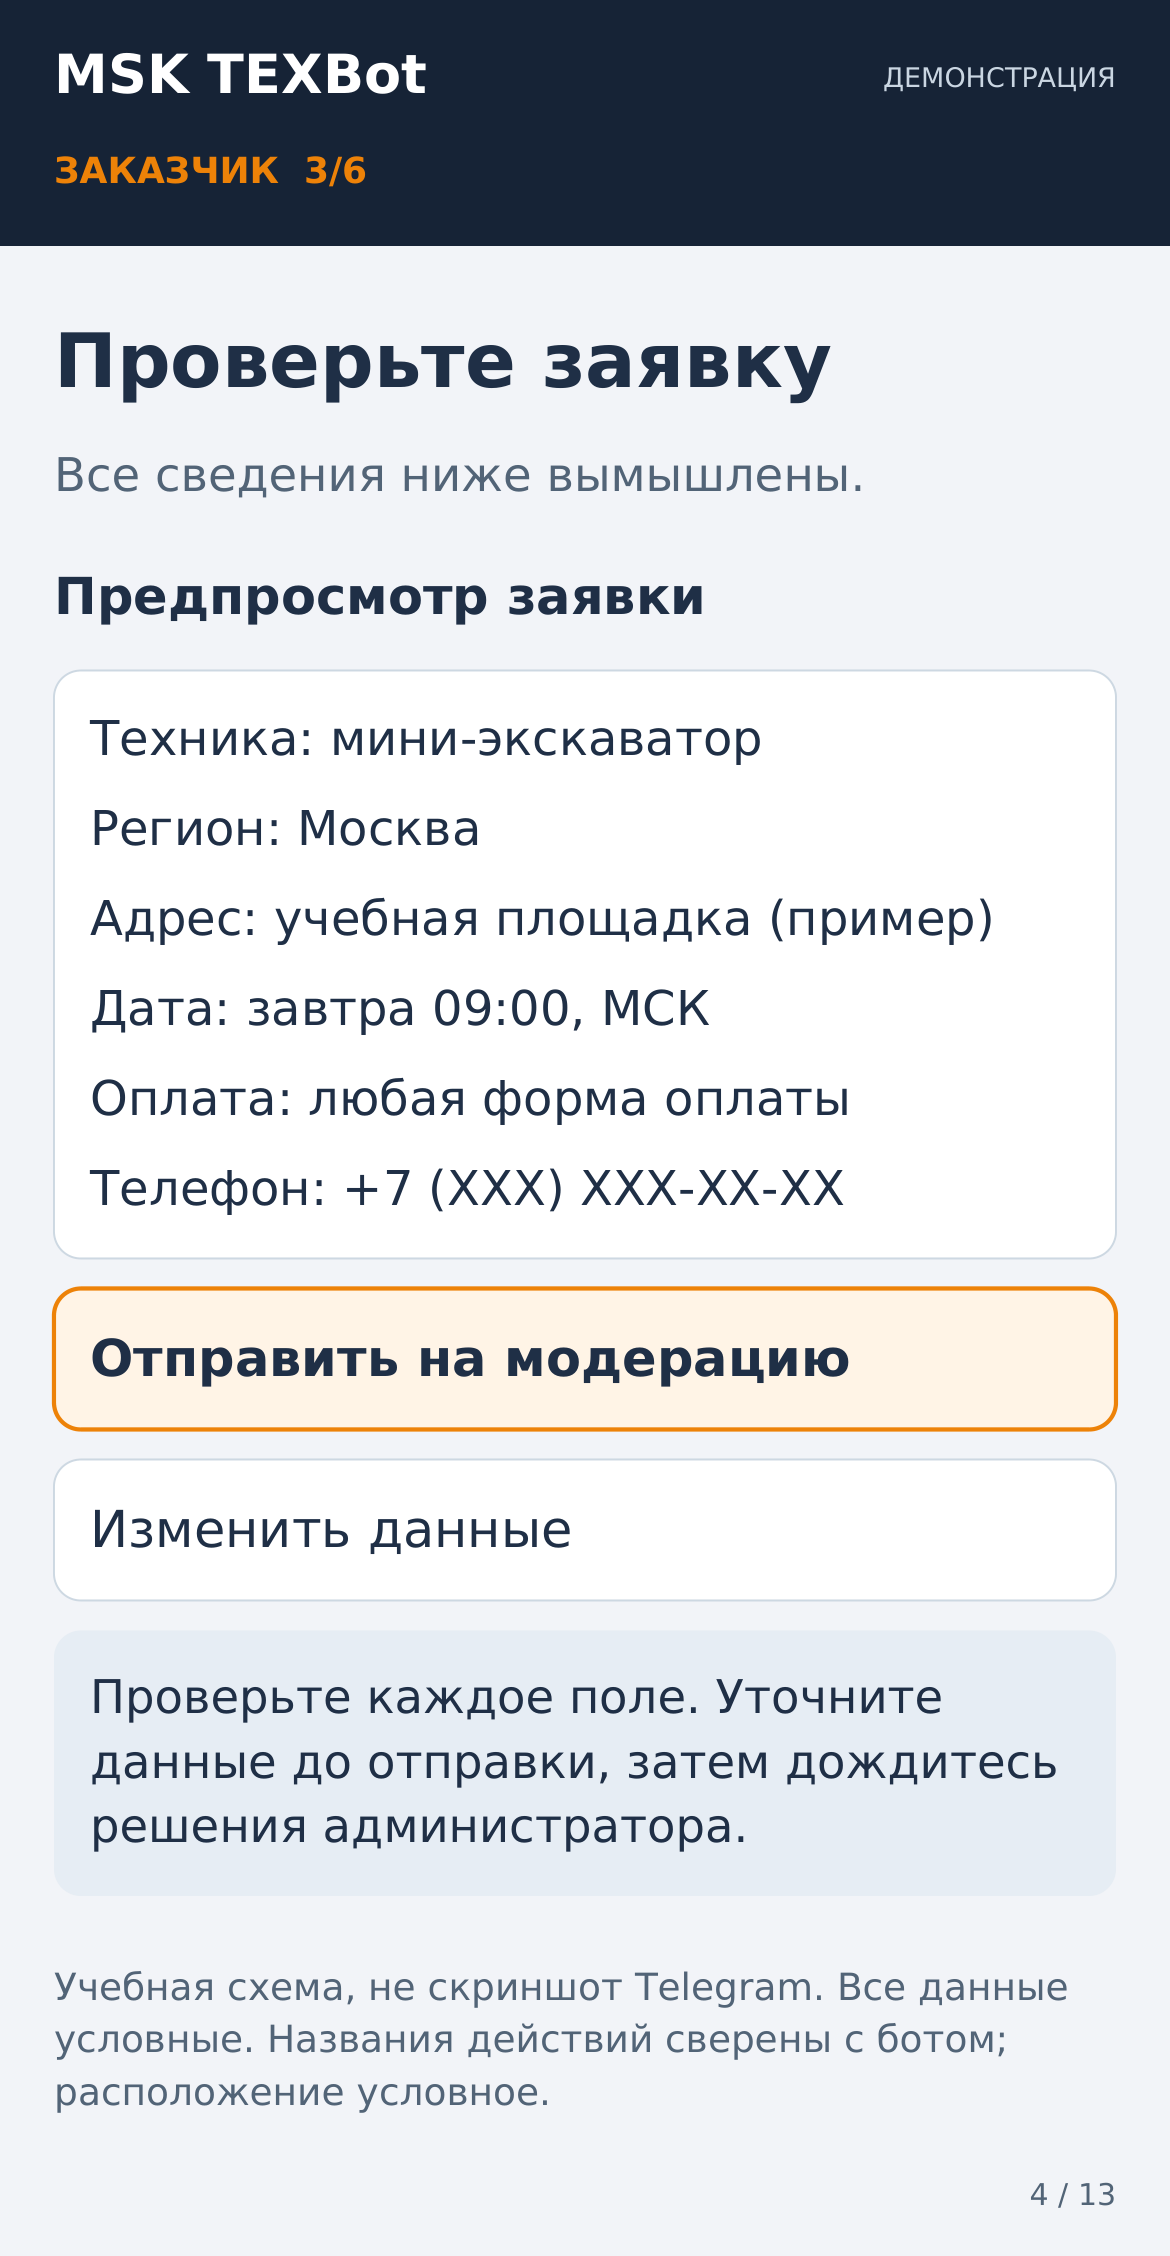 MSK TEXBot
ДЕМОНСТРАЦИЯ
ЗАКАЗЧИК 3/6
Проверьте заявку
Все сведения ниже вымышлены.
Предпросмотр заявки
Техника: мини-экскаватор
Регион: Москва
Адрес: учебная площадка (пример)
Дата: завтра 09:00, МСК
Оплата: любая форма оплаты
Телефон: +7 (XXX) XXX-XX-XX
Отправить на модерацию
Изменить данные
Проверьте каждое поле. Уточните
данные до отправки, затем дождитесь
решения администратора.
Учебная схема, не скриншот Telegram. Все данные
условные. Названия действий сверены с ботом;
расположение условное.
4 / 13